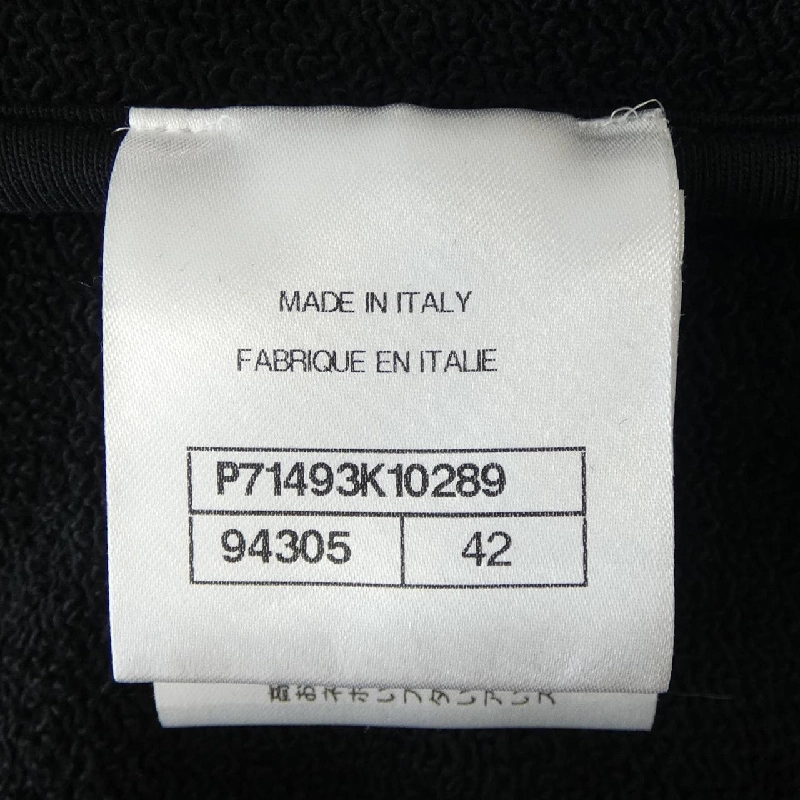 MADE IN ITALY
FABRIQUE EN ITALIE
P71493K10289
94305 42